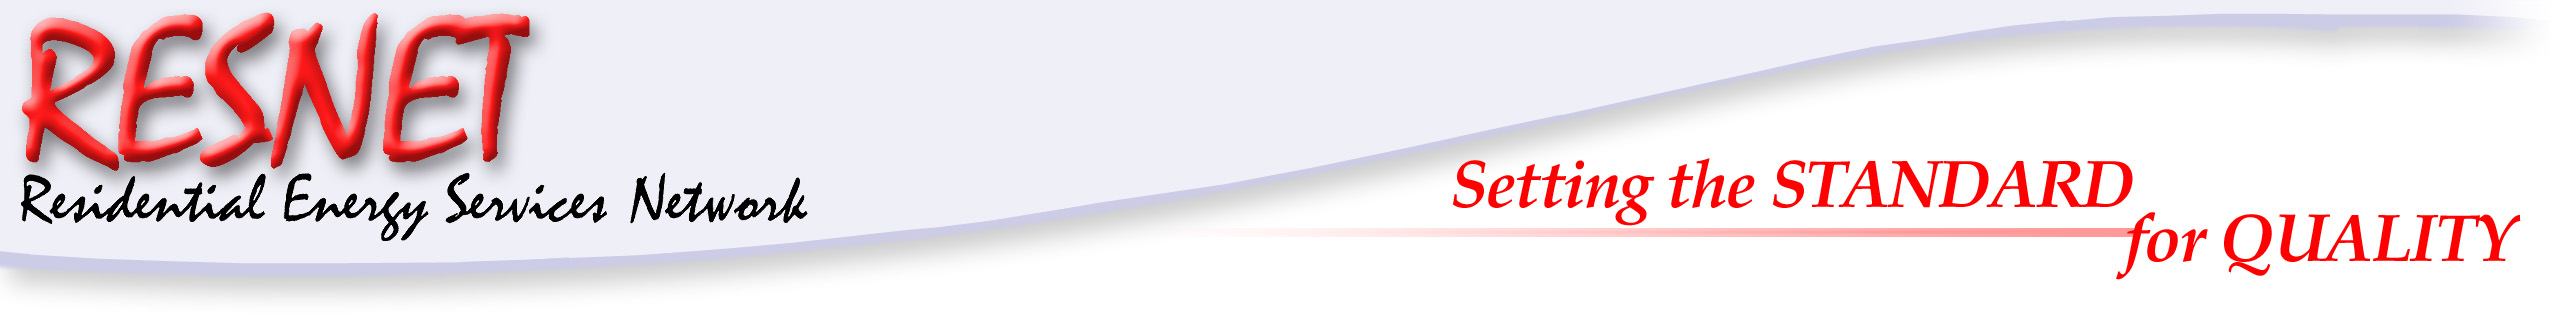 RESNET
Residential Energy Services Network
Setting the STANDARD
for QUALITY